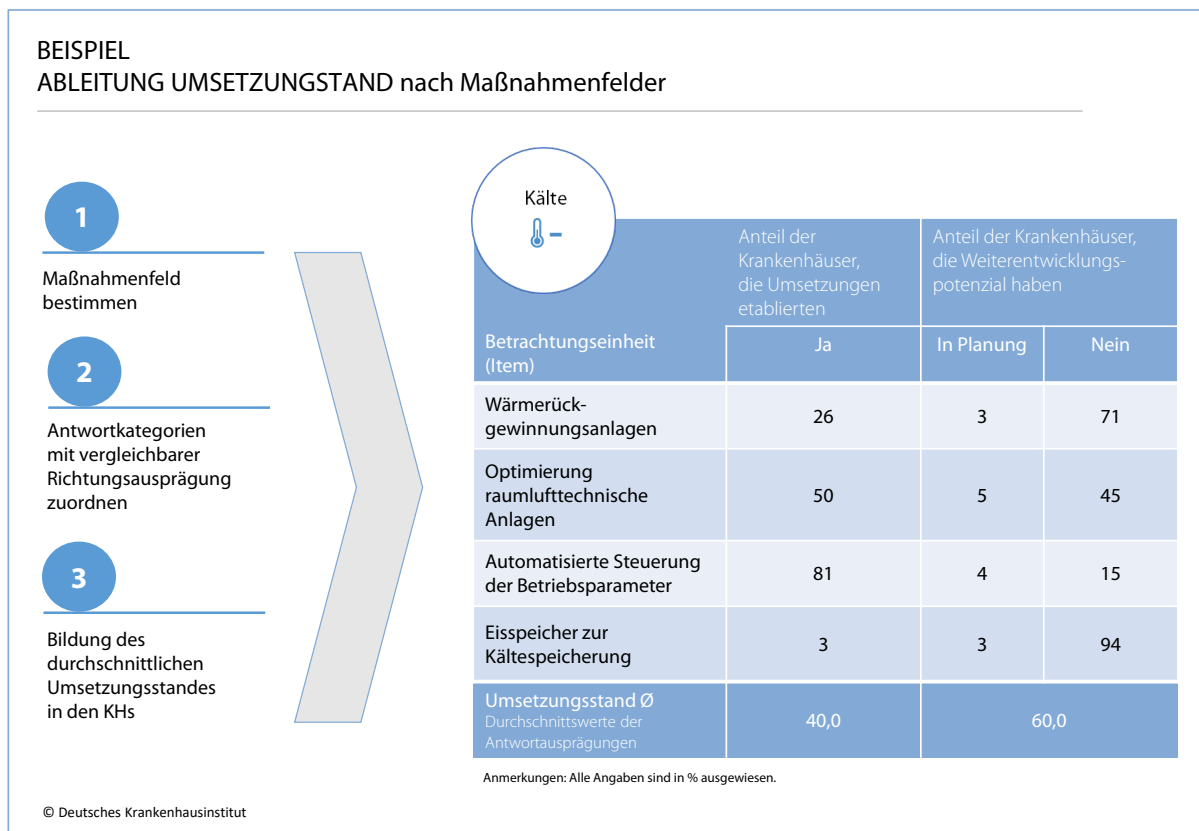 BEISPIEL
ABLEITUNG UMSETZUNGSTAND nach Maßnahmenfelder
1
Maßnahmenfeld
bestimmen
2
Antwortkategorien
mit vergleichbarer
Richtungsausprägung
zuordnen
3
Bildung des
durchschnittlichen
Umsetzungsstandes
in den KHs
Kälte
Anteil der
Krankenhäuser,
die Umsetzungen
etablierten
Anteil der Krankenhäuser,
die Weiterentwicklungs-
potenzial haben
Betrachtungseinheit
(Item)
Ja
In Planung
Nein
Wärmerück-
gewinnungsanlagen
26
3
71
Optimierung
raumlufttechnische
Anlagen
50
5
45
Automatisierte Steuerung
der Betriebsparameter
81
4
15
Eisspeicher zur
Kältespeicherung
3
3
94
Umsetzungsstand Ø
Durchschnittswerte der
Antwortausprägungen
40,0
60,0
Anmerkungen: Alle Angaben sind in % ausgewiesen.
© Deutsches Krankenhausinstitut